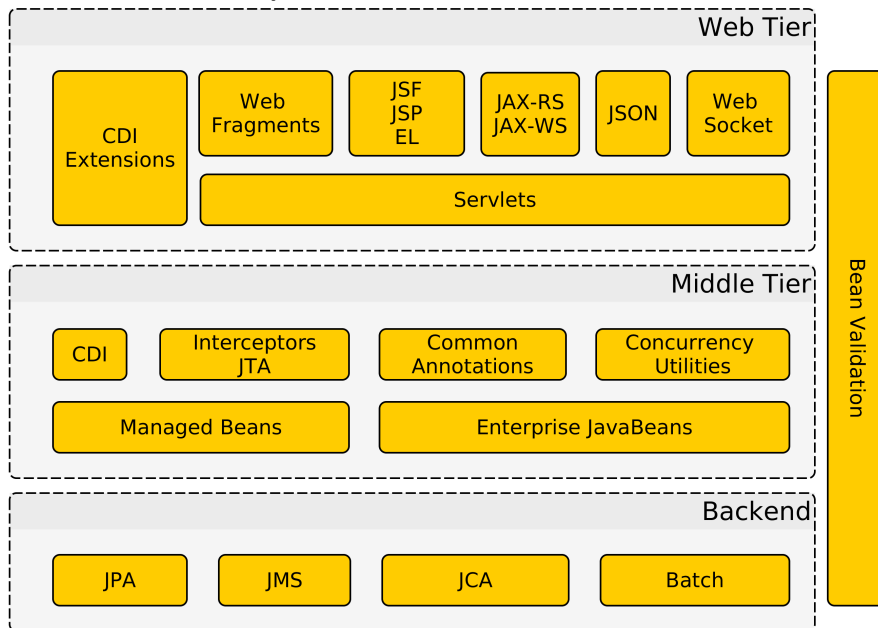 Web Tier
CDI
Extensions
Web
Fragments
JSF
JSP
EL
JAX-RS
JAX-WS
JSON
Web
Socket
Servlets
Middle Tier
CDI
Interceptors
JTA
Common
Annotations
Concurrency
Utilities
Managed Beans
Enterprise JavaBeans
Backend
JPA
JMS
JCA
Batch
Bean Validation